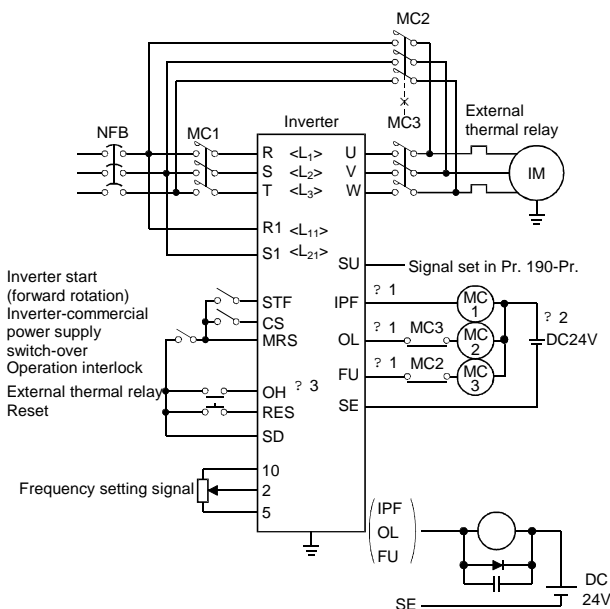 MC2
Inverter
MC3
External
thermal relay
NFB
MC1
R <L1> U
S <L2> V
T <L3> W
IM
R1 <L11>
S1 <L21>
SU
Signal set in Pr. 190-Pr.
Inverter start
(forward rotation)
Inverter-commercial
power supply
switch-over
Operation interlock
External thermal relay
Reset
STF
CS
MRS
OH ? 3
RES
SD
IPF ? 1
MC
1
OL ? 1 MC3
MC
2
FU ? 1 MC2
MC
3
SE
? 2
DC24V
Frequency setting signal
10
2
5
IPF
OL
FU
SE
DC
24V